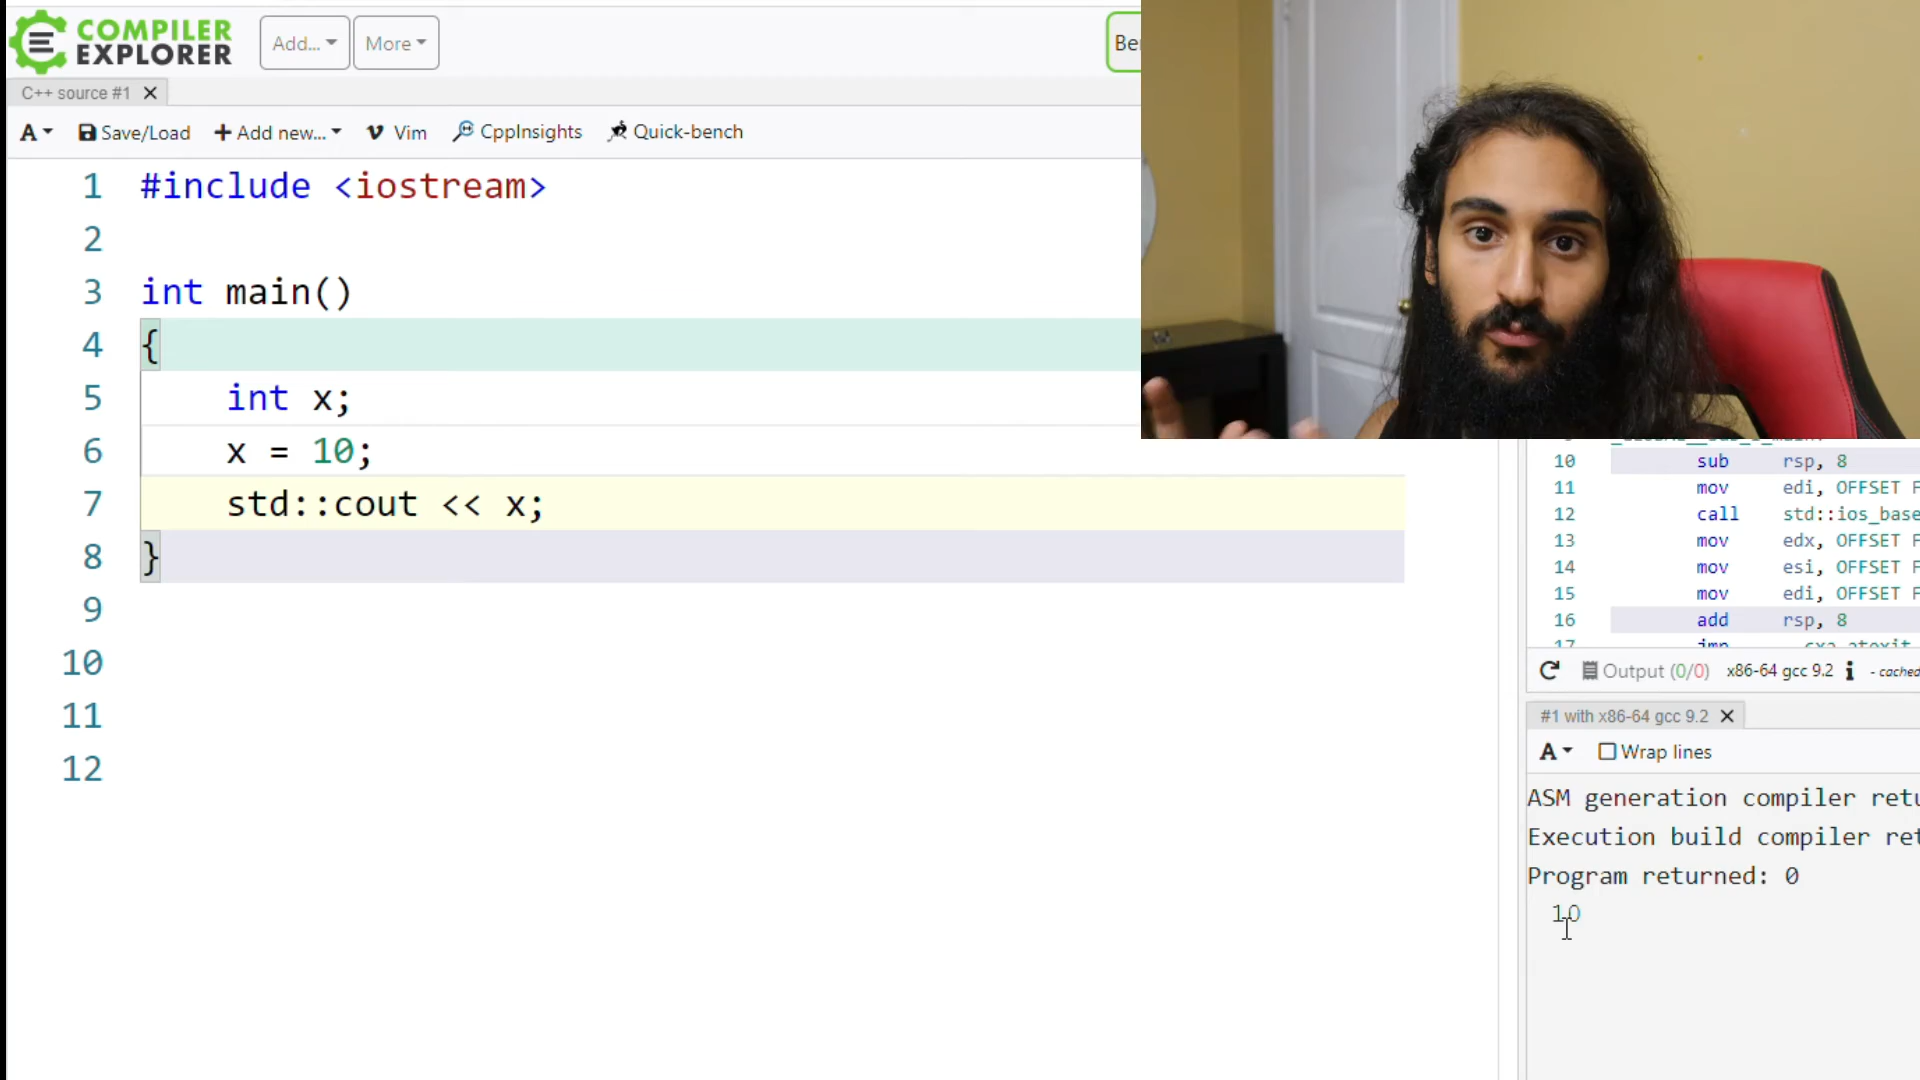 COMPILER
EXPLORER
Add...
More
C++ source #1
A
Save/Load
Add new...
Vim
CppInsights
Quick-bench
1 #include <iostream>
2
3 int main()
4 {
5 int x;
6 x = 10;
7 std::cout << x;
8 }
9
10
11
12
10 sub rsp, 8
11 mov edi, OFFSET F
12 call std::ios_base
13 mov edx, OFFSET F
14 mov esi, OFFSET F
15 mov edi, OFFSET F
16 add rsp, 8
Output (0/0) x86-64 gcc 9.2 i - cached
#1 with x86-64 gcc 9.2
A
Wrap lines
ASM generation compiler retu
Execution build compiler ret
Program returned: 0
10